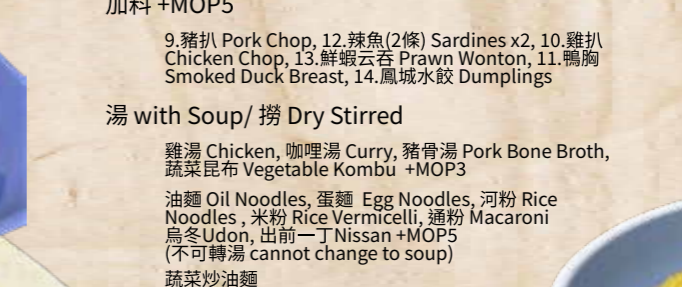 加料 +MOP5
9.豬扒 Pork Chop, 12.辣魚(2條) Sardines x2, 10.雞扒
Chicken Chop, 13.鮮蝦云吞 Prawn Wonton, 11.鴨胸
Smoked Duck Breast, 14.鳳城水餃 Dumplings
湯 with Soup/ 撈 Dry Stirred
雞湯 Chicken, 咖哩湯 Curry, 豬骨湯 Pork Bone Broth,
蔬菜昆布 Vegetable Kombu +MOP3
油麵 Oil Noodles, 蛋麵 Egg Noodles, 河粉 Rice
Noodles , 米粉 Rice Vermicelli, 通粉 Macaroni
烏冬Udon, 出前一丁Nissan +MOP5
(不可轉湯 cannot change to soup)
蔬菜炒油麵